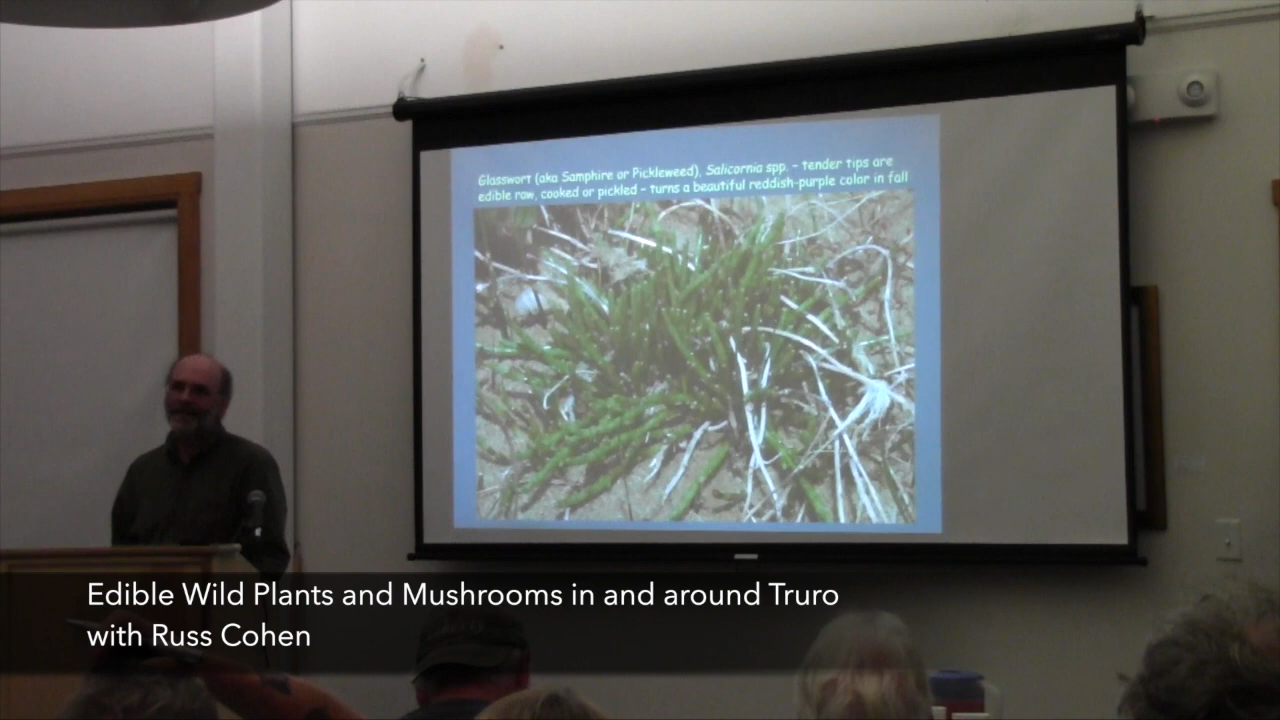 Glasswort (aka Samphire or Pickleweed), Salicornia spp. – tender tips are
edible raw, cooked or pickled – turns a beautiful reddish-purple color in fall
Edible Wild Plants and Mushrooms in and around Truro
with Russ Cohen